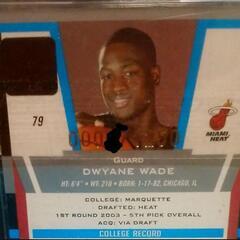 79
MIAMI
HEAT
GUARD
DWYANE WADE
HT: 6'4" • WT: 210 • BORN: 1-17-82, CHICAGO, IL
COLLEGE: MARQUETTE
DRAFTED: HEAT
1ST ROUND 2003 - 5TH PICK OVERALL
ACQ: VIA DRAFT
COLLEGE RECORD